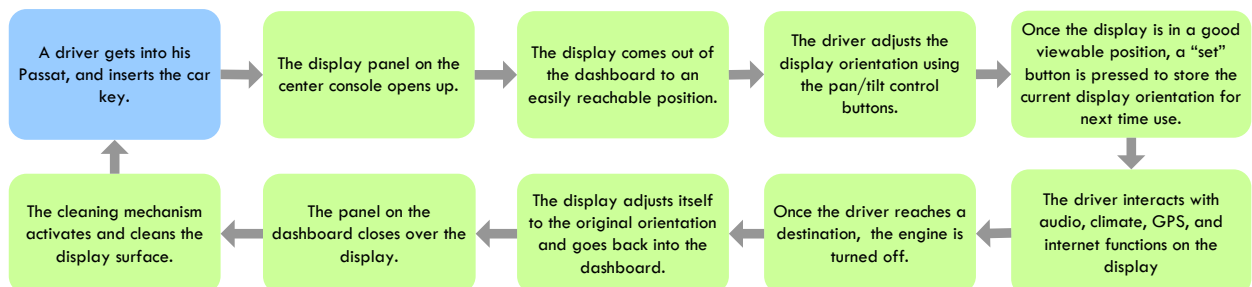 A driver gets into his
Passat, and inserts the car
key.
The display panel on the
center console opens up.
The display comes out of
the dashboard to an
easily reachable position.
The driver adjusts the
display orientation using
the pan/tilt control
buttons.
Once the display is in a good
viewable position, a “set”
button is pressed to store the
current display orientation for
next time use.
The driver interacts with
audio, climate, GPS, and
internet functions on the
display
Once the driver reaches a
destination,  the engine is
turned off.
The display adjusts itself
to the original orientation
and goes back into the
dashboard.
The panel on the
dashboard closes over the
display.
The cleaning mechanism
activates and cleans the
display surface.